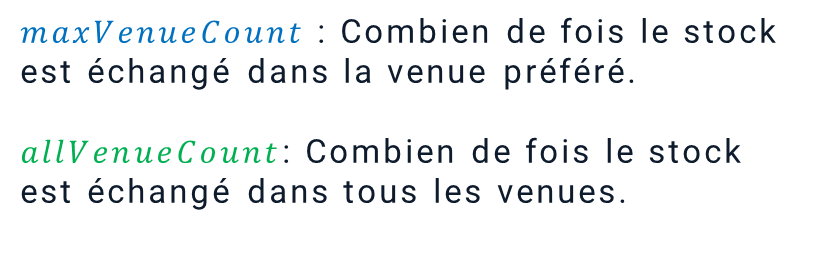 maxVenueCount : Combien de fois le stock
est échangé dans la venue préféré.
allVenueCount: Combien de fois le stock
est échangé dans tous les venues.